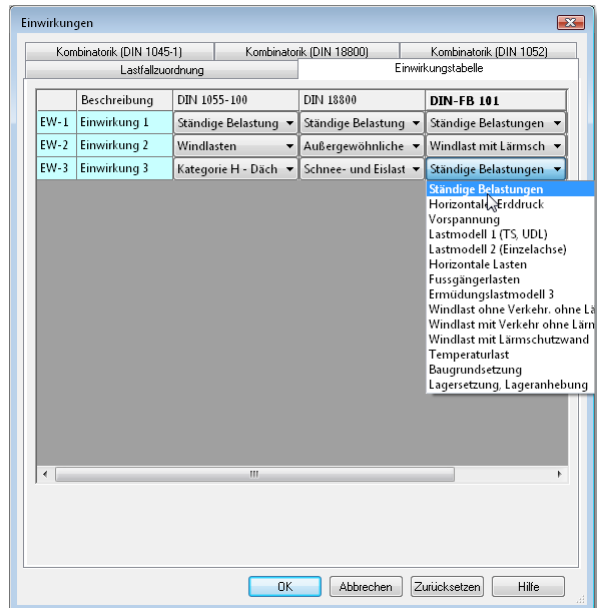 Einwirkungen
Kombinatorik (DIN 1045-1) Kombinatorik (DIN 18800) Kombinatorik (DIN 1052)
Lastfallzuordnung Einwirkungstabelle
Beschreibung DIN 1055-100 DIN 18800 DIN-FB 101
EW-1 Einwirkung 1 Ständige Belastung Ständige Belastung Ständige Belastungen
EW-2 Einwirkung 2 Windlasten Außergewöhnliche Windlast mit Lärmsch
EW-3 Einwirkung 3 Kategorie H - Däch Schnee- und Eislast Ständige Belastungen
Ständige Belastungen
Horizontale Erddruck
Vorspannung
Lastmodell 1 (TS, UDL)
Lastmodell 2 (Einzelachse)
Horizontale Lasten
Fussgängerlasten
Ermüdungslastmodell 3
Windlast ohne Verkehr. ohne Lä
Windlast mit Verkehr ohne Lärn
Windlast mit Lärmschutzwand
Temperaturlast
Baugrundsetzung
Lagersetzung, Lageranhebung
OK Abbrechen Zurücksetzen Hilfe